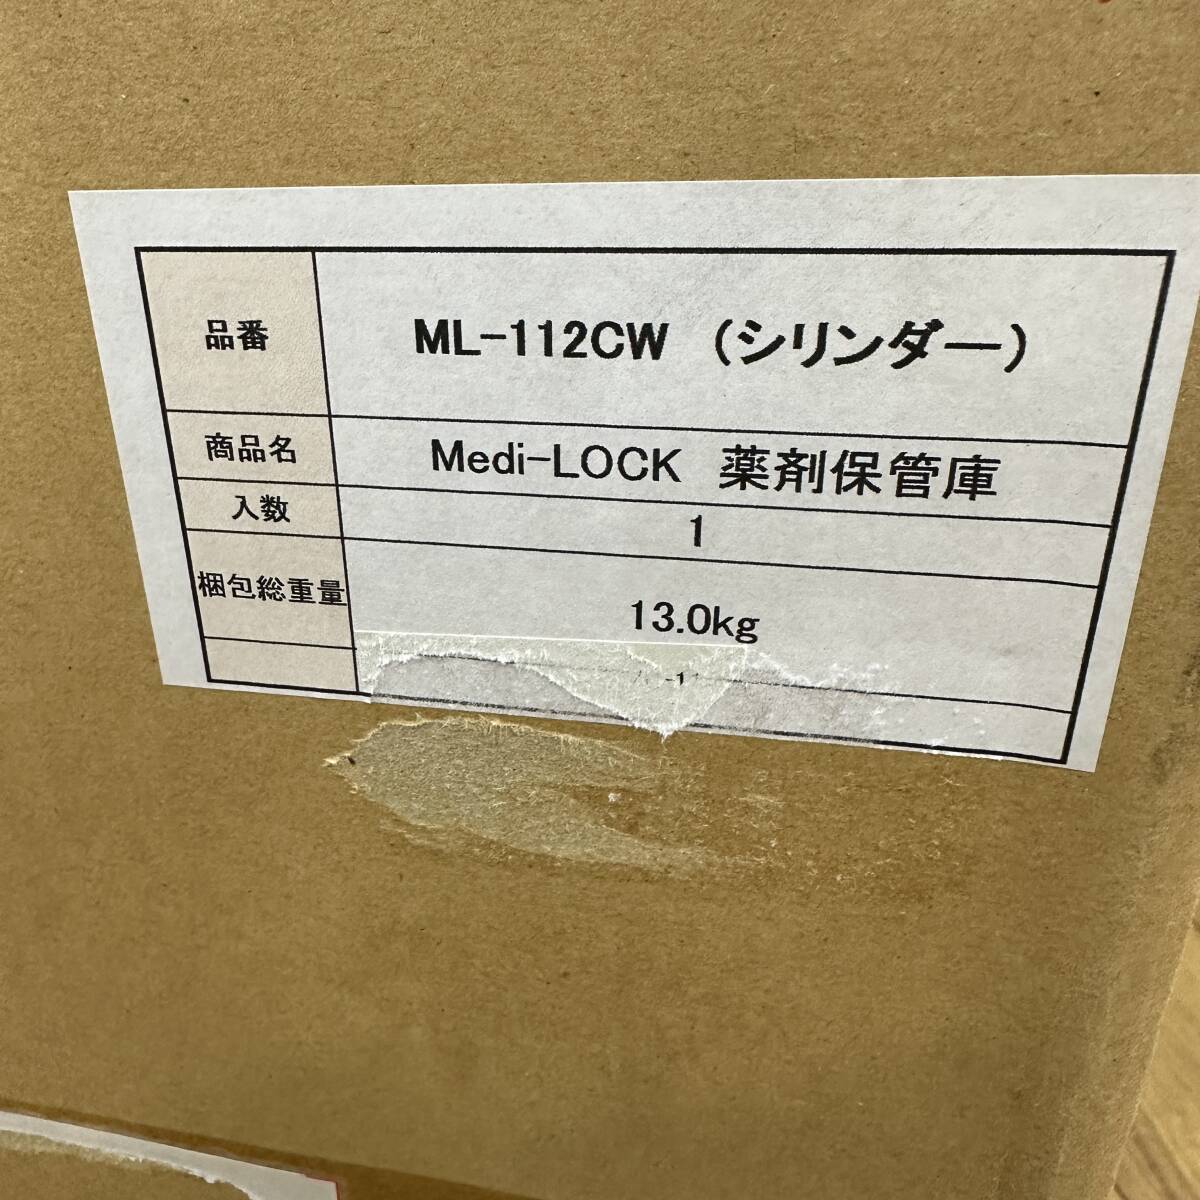 品番 ML-112CW (シリンダー)
商品名 Medi-LOCK 薬剤保管庫
入数 1
梱包総重量 13.0kg